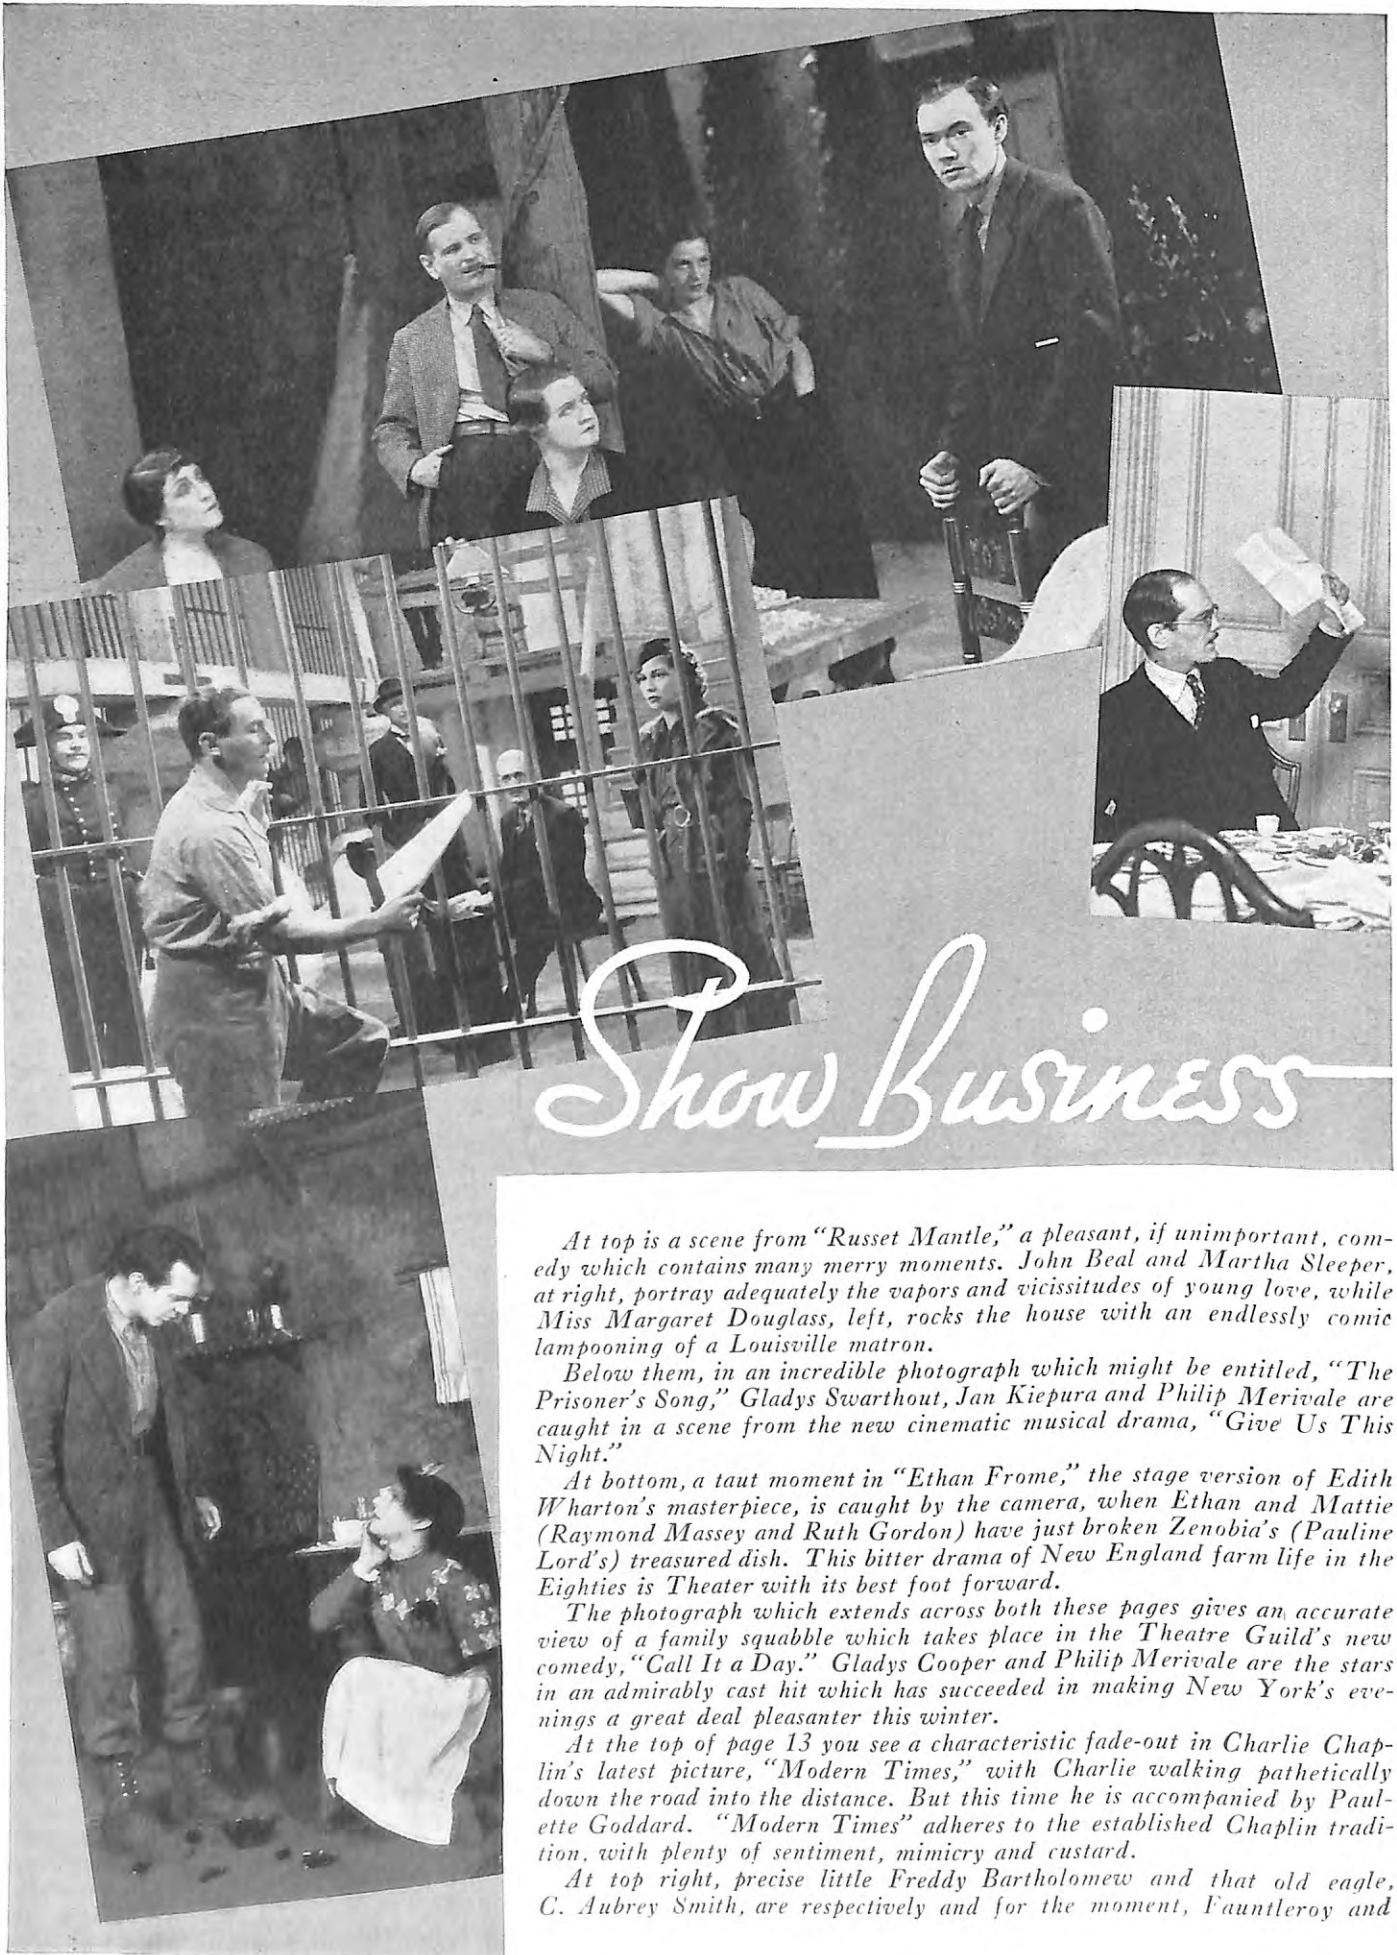 Show Business
At top is a scene from "Russet Mantle," a pleasant, if unimportant, com-
edy which contains many merry moments. John Beal and Martha Sleeper,
at right, portray adequately the vapors and vicissitudes of young love, while
Miss Margaret Douglass, left, rocks the house with an endlessly comic
lampooning of a Louisville matron.
Below them, in an incredible photograph which might be entitled, "The
Prisoner's Song," Gladys Swarthout, Jan Kiepura and Philip Merivale are
caught in a scene from the new cinematic musical drama, "Give Us This
Night."
At bottom, a taut moment in "Ethan Frome," the stage version of Edith
Wharton's masterpiece, is caught by the camera, when Ethan and Mattie
(Raymond Massey and Ruth Gordon) have just broken Zenobia's (Pauline
Lord's) treasured dish. This bitter drama of New England farm life in the
Eighties is Theater with its best foot forward.
The photograph which extends across both these pages gives an accurate
view of a family squabble which takes place in the Theatre Guild's new
comedy, "Call It a Day." Gladys Cooper and Philip Merivale are the stars
in an admirably cast hit which has succeeded in making New York's eve-
nings a great deal pleasanter this winter.
At the top of page 13 you see a characteristic fade-out in Charlie Chap-
lin's latest picture, "Modern Times," with Charlie walking pathetically
down the road into the distance. But this time he is accompanied by Paul-
ette Goddard. "Modern Times" adheres to the established Chaplin tradi-
tion, with plenty of sentiment, mimicry and custard.
At top right, precise little Freddy Bartholomew and that old eagle,
C. Aubrey Smith, are respectively and for the moment, Fauntleroy and